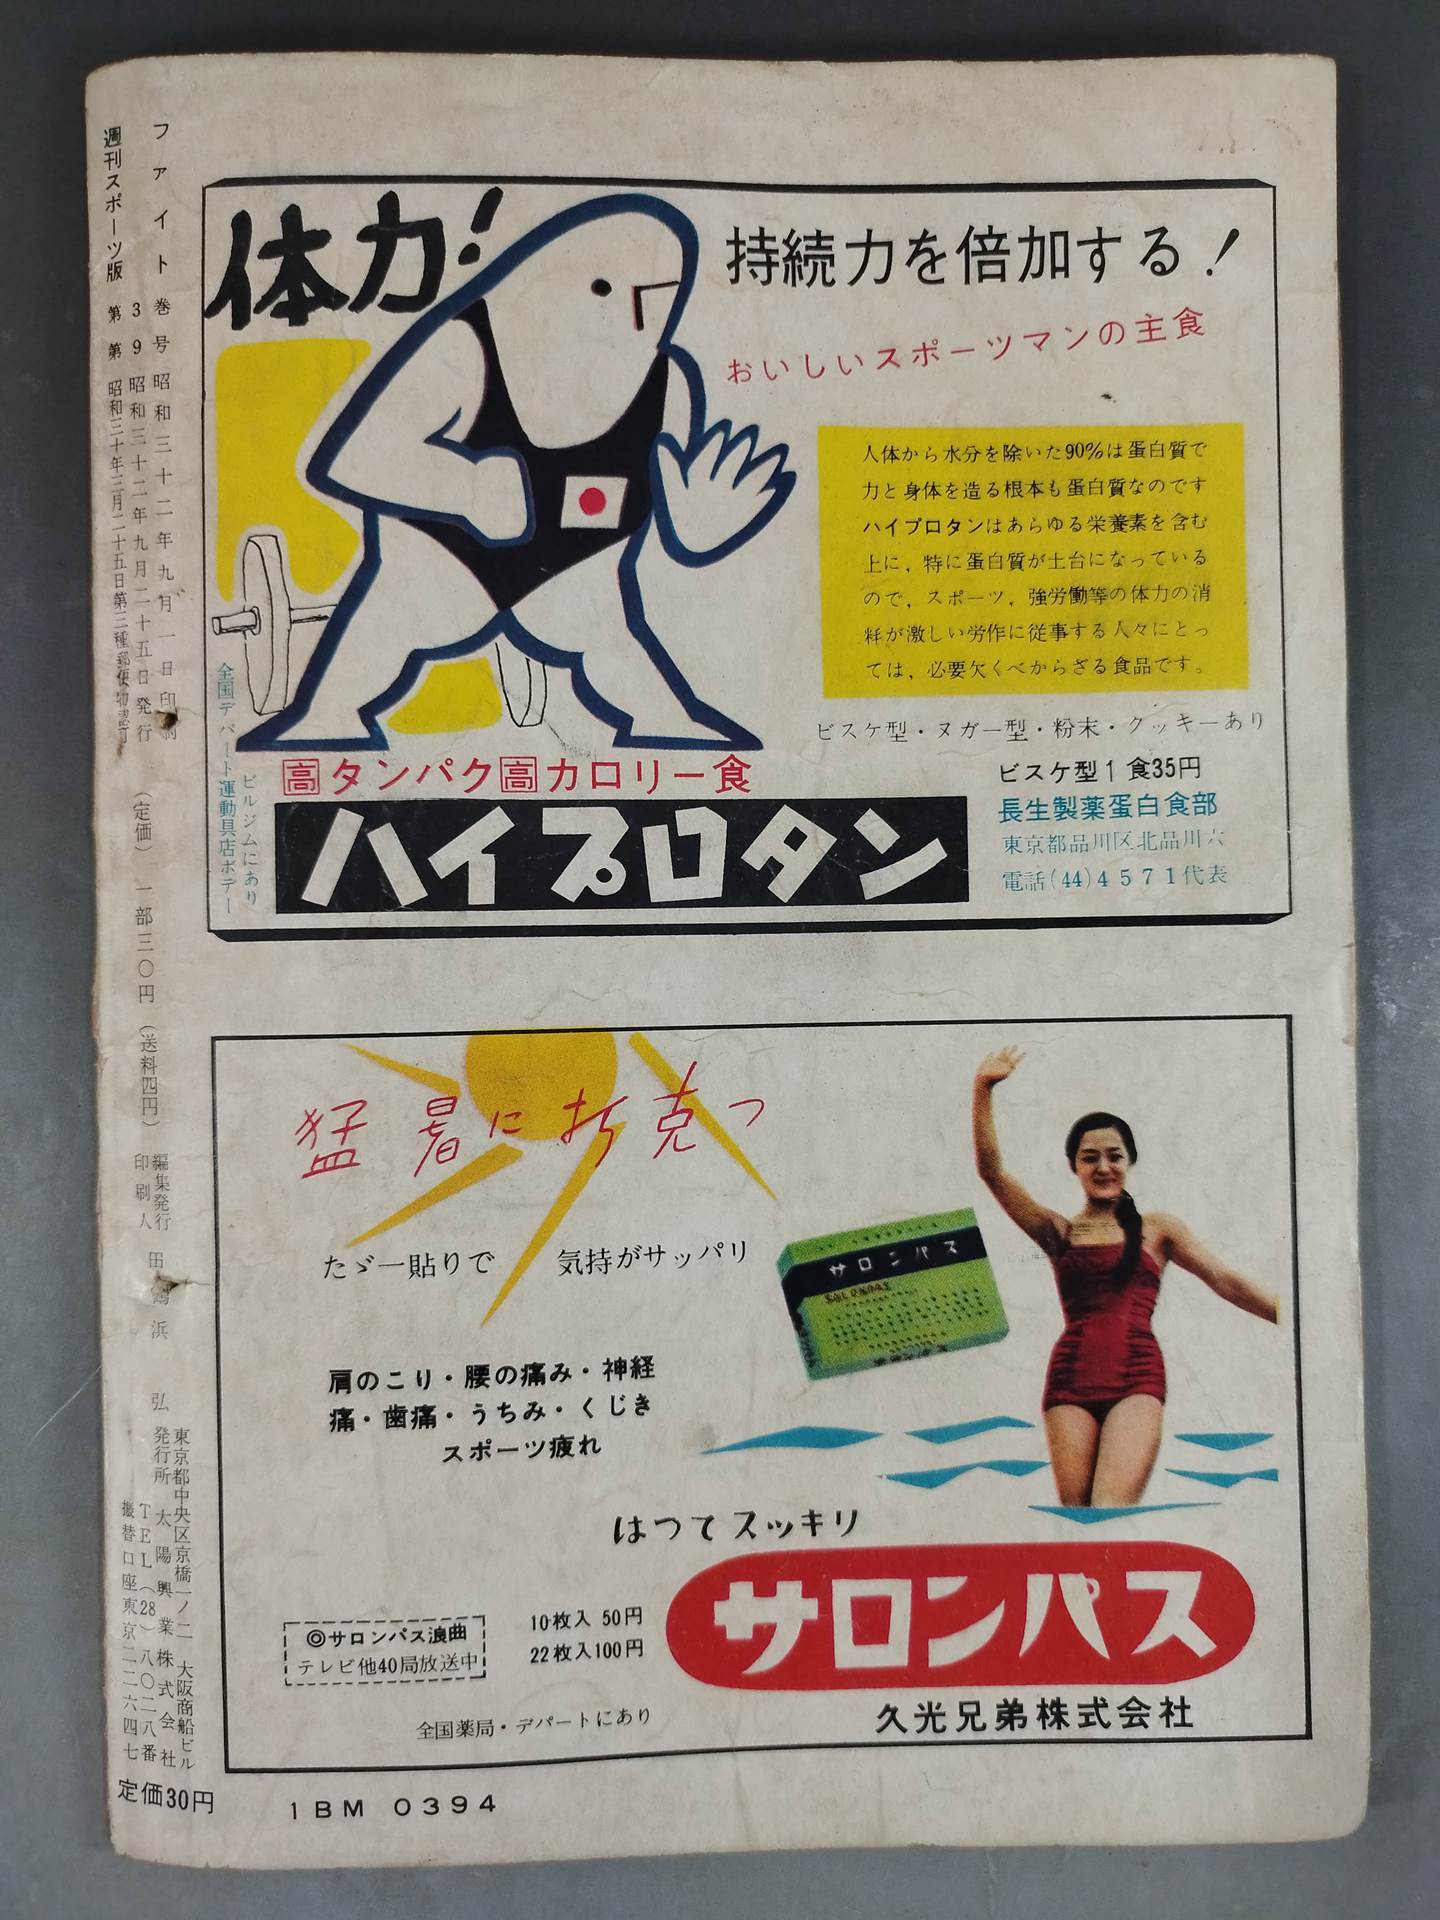 体力!
持続力を倍加する!
おいしいスポーツマンの主食
人体から水分を除いた90%は蛋白質で
力と身体を造る根本も蛋白質なのです
ハイプロタンはあらゆる栄養素を含む
上に，特に蛋白質が土台になっている
ので，スポーツ，強労働等の体力の消
耗が激しい労作に従事する人々にとっ
ては，必要欠くべからざる食品です。
ビスケ型・ヌガー型・粉末・クッキーあり
ビスケ型1食35円
長生製薬蛋白食部
東京都品川区北品川六
電話(44)4571代表
高タンパク高カロリー食
ハイプロタン
全国デパート運動具店ボデー
ビルジムにあり
猛暑に打克つ
たゞ一貼りで 気持がサッパリ
サロンパス
SALONPAS
肩のこり・腰の痛み・神経
痛・歯痛・うちみ・くじき
スポーツ疲れ
はってスッキリ
サロンパス
◎サロンパス浪曲
テレビ他40局放送中
10枚入 50円
22枚入100円
全国薬局・デパートにあり
久光兄弟株式会社
ファイト
週刊スポーツ版
第3巻
第9号
昭和三十二年九月一日印刷
昭和三十二年九月二十五日発行
昭和三十年三月二十五日第三種郵便物認可
(定価) 一部三〇円 (送料四円)
編集発行
印刷人
田鶴浜 弘
発行所 太陽興業株式会社
東京都中央区京橋一ノ二 大阪商船ビル
TEL(28)八〇二八番
振替口座東京二二六四七
定価30円
1BM 0394